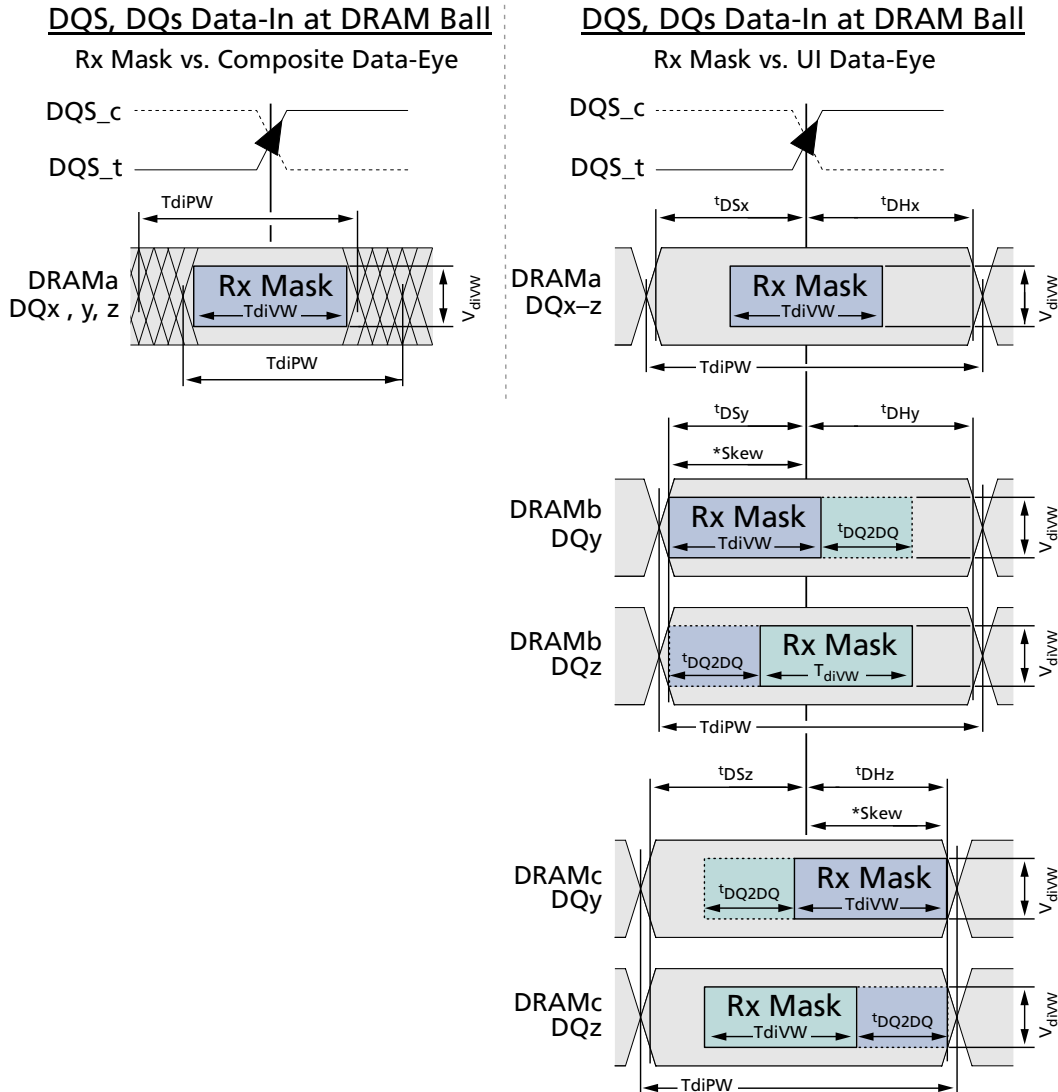 DQS, DQs Data-In at DRAM Ball
Rx Mask vs. Composite Data-Eye
DQS_c
DQS_t
TdiPW
DRAMa
DQx , y, z
Rx Mask
TdiVW
VdiVW
TdiPW
DQS, DQs Data-In at DRAM Ball
Rx Mask vs. UI Data-Eye
DQS_c
DQS_t
tDSx
tDHx
DRAMa
DQx–z
Rx Mask
TdiVW
VdiVW
TdiPW
tDSy
tDHy
*Skew
DRAMb
DQy
Rx Mask
TdiVW
tDQ2DQ
VdiVW
DRAMb
DQz
tDQ2DQ
Rx Mask
TdiVW
VdiVW
TdiPW
tDSz
tDHz
*Skew
DRAMc
DQy
tDQ2DQ
Rx Mask
TdiVW
VdiVW
DRAMc
DQz
Rx Mask
TdiVW
tDQ2DQ
VdiVW
TdiPW